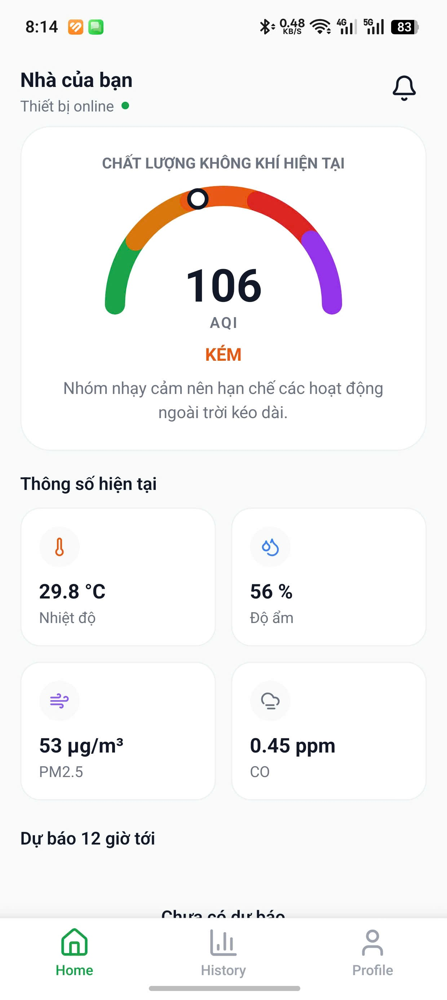 8:14
0.48
KB/S
4G
5G
83
Nhà của bạn
Thiết bị online
CHẤT LƯỢNG KHÔNG KHÍ HIỆN TẠI
106
AQI
KÉM
Nhóm nhạy cảm nên hạn chế các hoạt động
ngoài trời kéo dài.
Thông số hiện tại
29.8 °C
Nhiệt độ
56 %
Độ ẩm
53 µg/m³
PM2.5
0.45 ppm
CO
Dự báo 12 giờ tới
Chưa có dự báo
Home
History
Profile